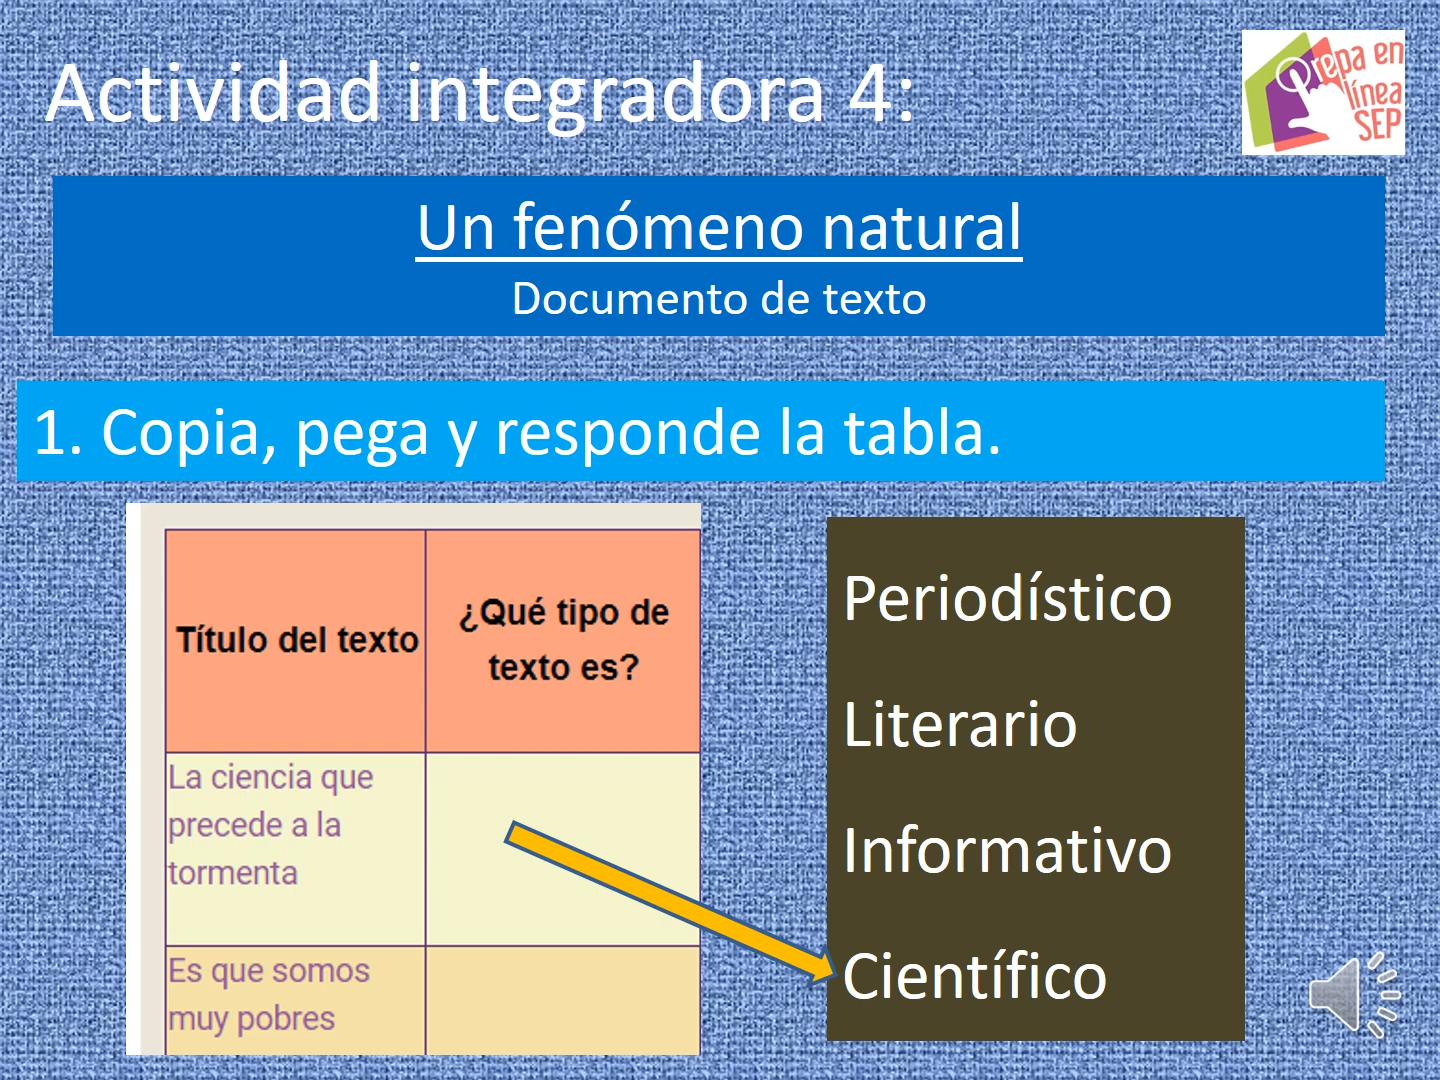 Actividad integradora 4:
Prepa en
línea
SEP
Un fenómeno natural
Documento de texto
1. Copia, pega y responde la tabla.
Título del texto
¿Qué tipo de
texto es?
La ciencia que
precede a la
tormenta
Es que somos
muy pobres
Periodístico
Literario
Informativo
Científico